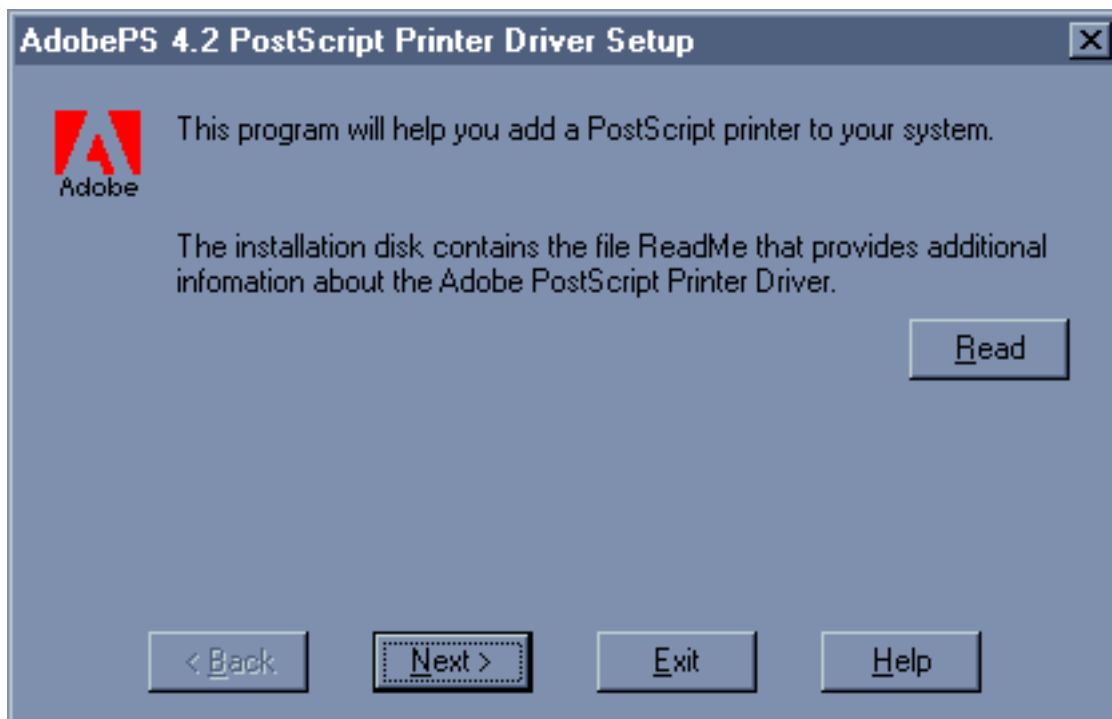 AdobePS 4.2 PostScript Printer Driver Setup
This program will help you add a PostScript printer to your system.
Adobe
The installation disk contains the file ReadMe that provides additional
infomation about the Adobe PostScript Printer Driver.
Read
< Back
Next >
Exit
Help